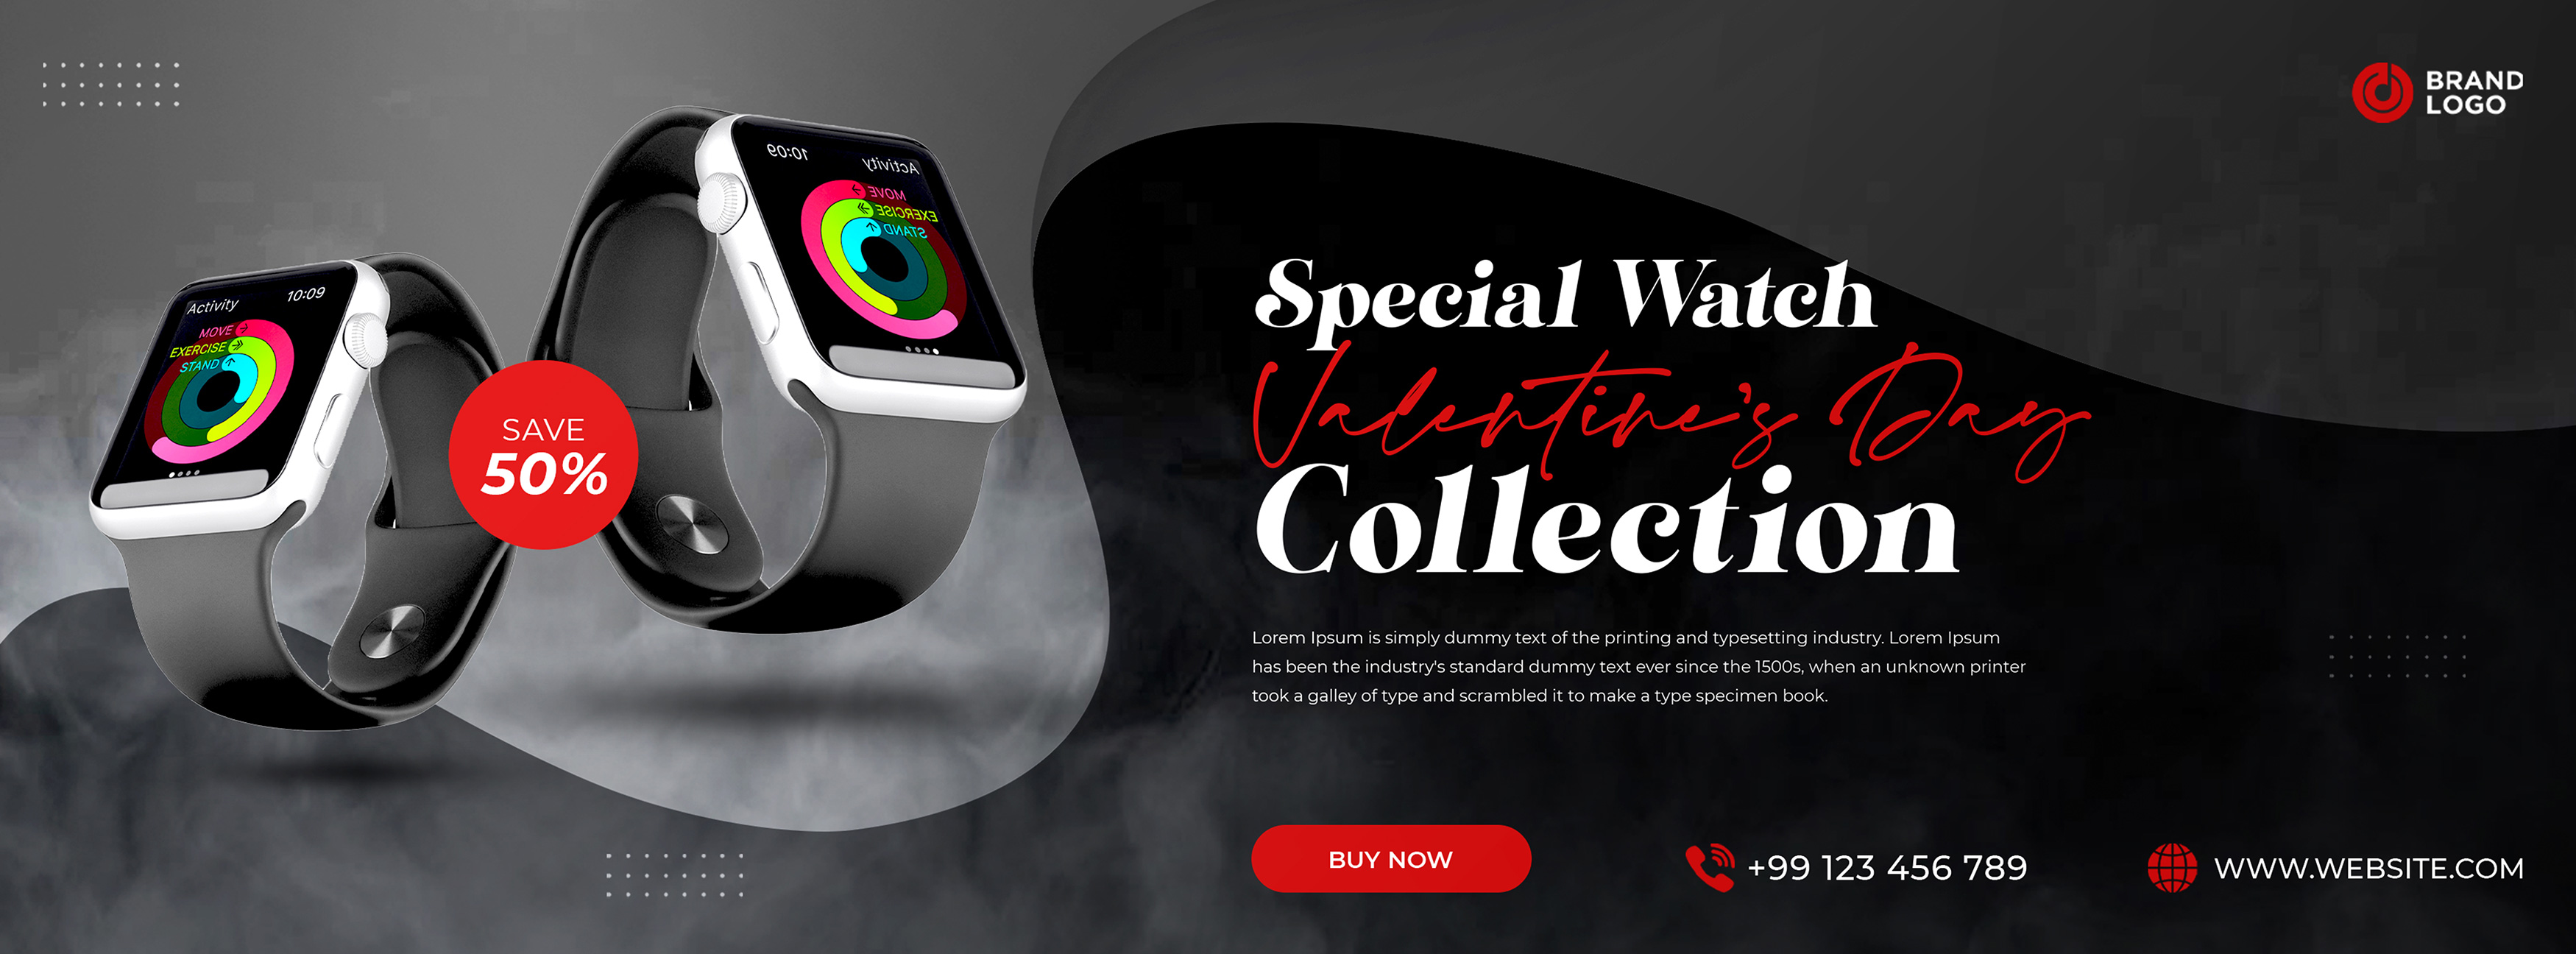 BRAND
LOGO
10:09
Activity
MOVE
EXERCISE
STAND
Activity 10:09
MOVE
EXERCISE
STAND
SAVE
50%
Special Watch
Valentine's Day
Collection
Lorem Ipsum is simply dummy text of the printing and typesetting industry. Lorem Ipsum
has been the industry's standard dummy text ever since the 1500s, when an unknown printer
took a galley of type and scrambled it to make a type specimen book.
BUY NOW
+99 123 456 789
WWW.WEBSITE.COM